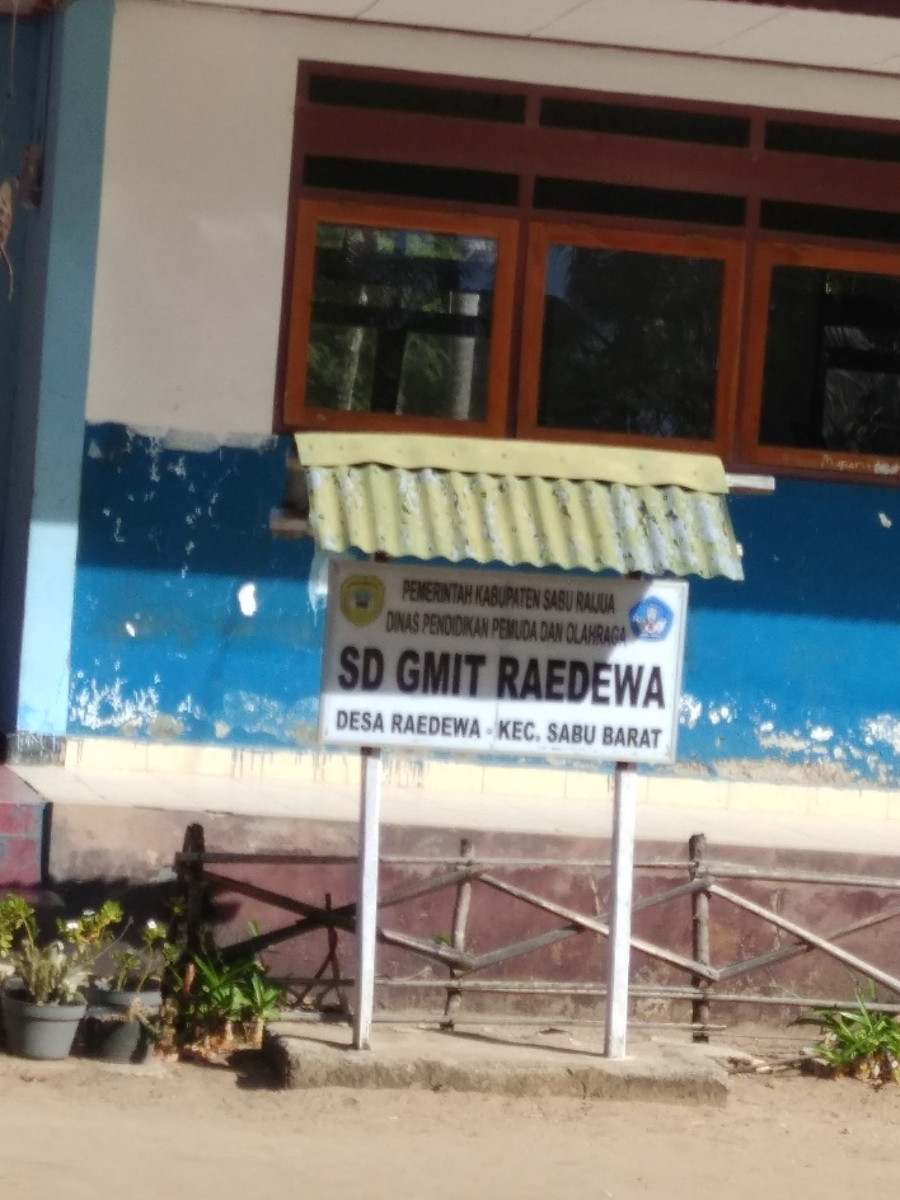 PEMERINTAH KABUPATEN SABU RAIJUA
DINAS PENDIDIKAN PEMUDA DAN OLAHRAGA
SD GMIT RAEDEWA
DESA RAEDEWA - KEC. SABU BARAT